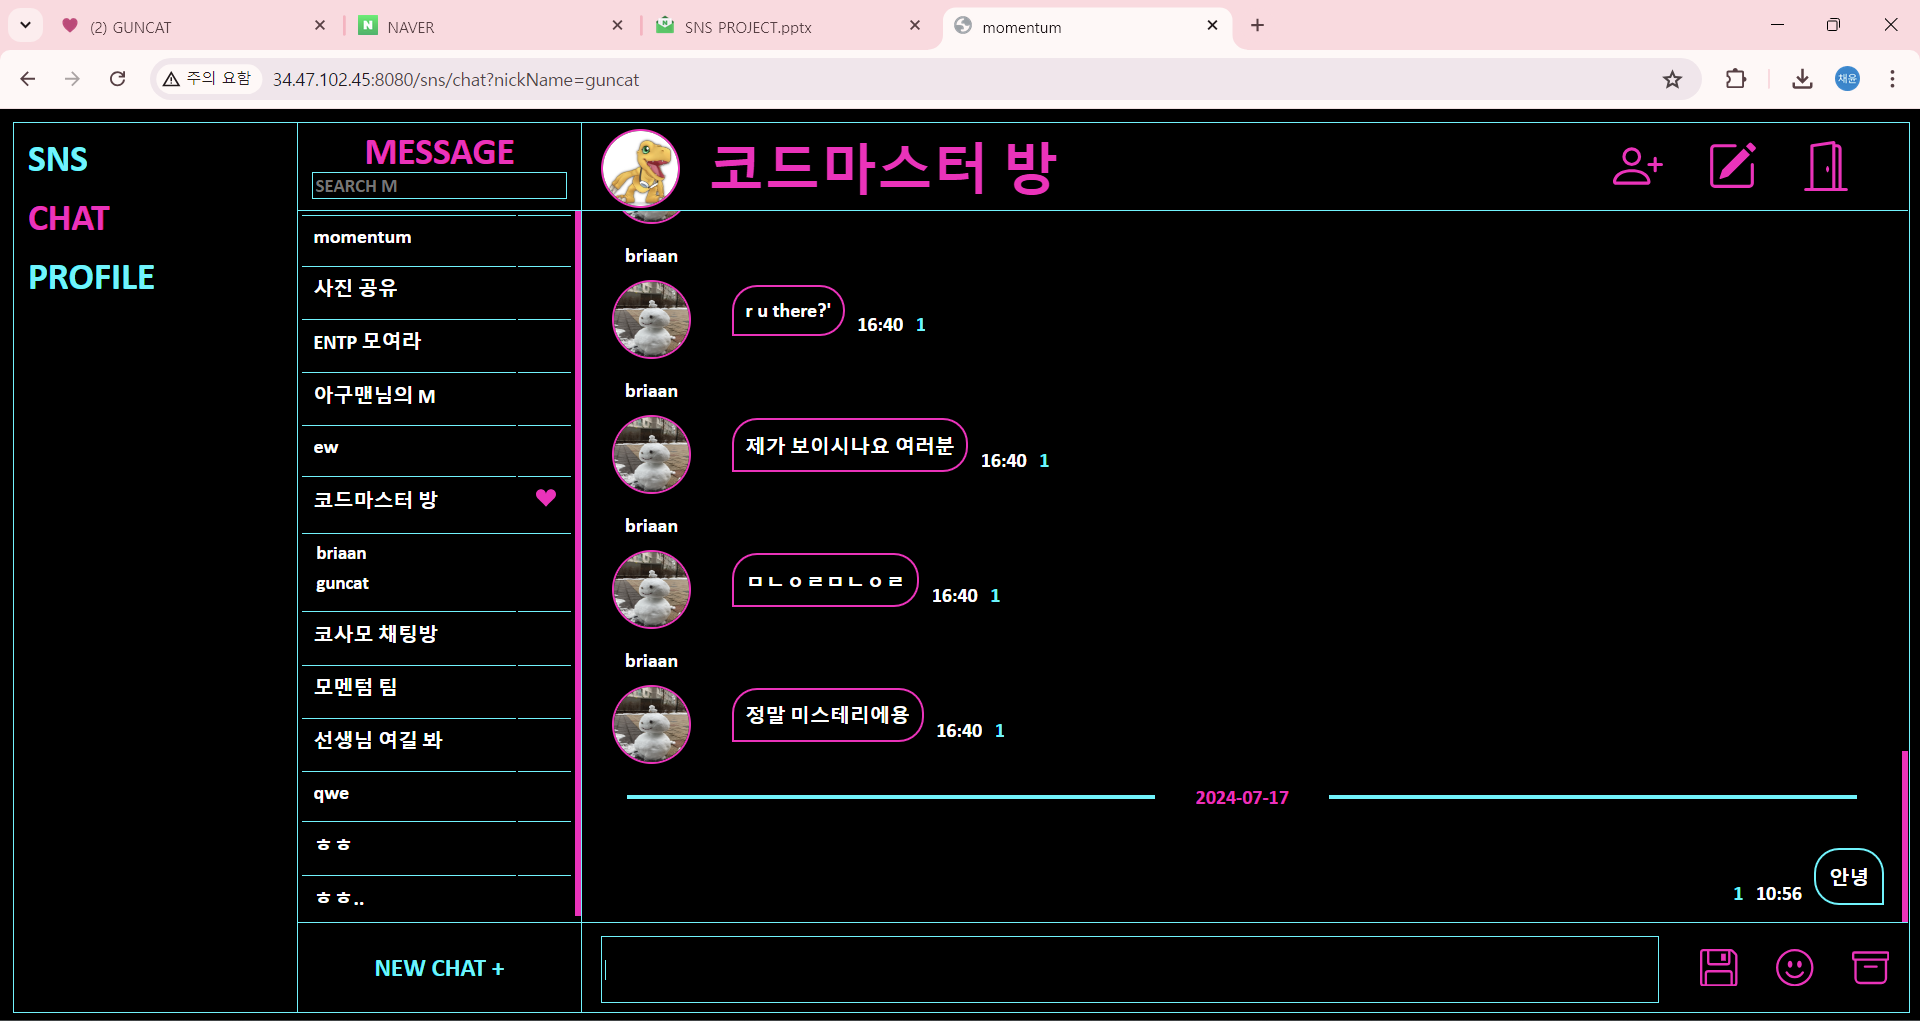 (2) GUNCAT
NAVER
SNS PROJECT.pptx
momentum
주의 요함
34.47.102.45:8080/sns/chat?nickName=guncat
채윤
SNS
CHAT
PROFILE
MESSAGE
SEARCH M
momentum
사진 공유
ENTP 모여라
아구맨님의 M
ew
코드마스터 방
briaan
guncat
코사모 채팅방
모멘텀 팀
선생님 여길 봐
qwe
ㅎㅎ
ㅎㅎ..
NEW CHAT +
코드마스터 방
briaan
r u there?'
16:40 1
briaan
제가 보이시나요 여러분
16:40 1
briaan
ㅁㄴㅇㄹㅁㄴㅇㄹ
16:40 1
briaan
정말 미스테리에용
16:40 1
2024-07-17
안녕
1 10:56